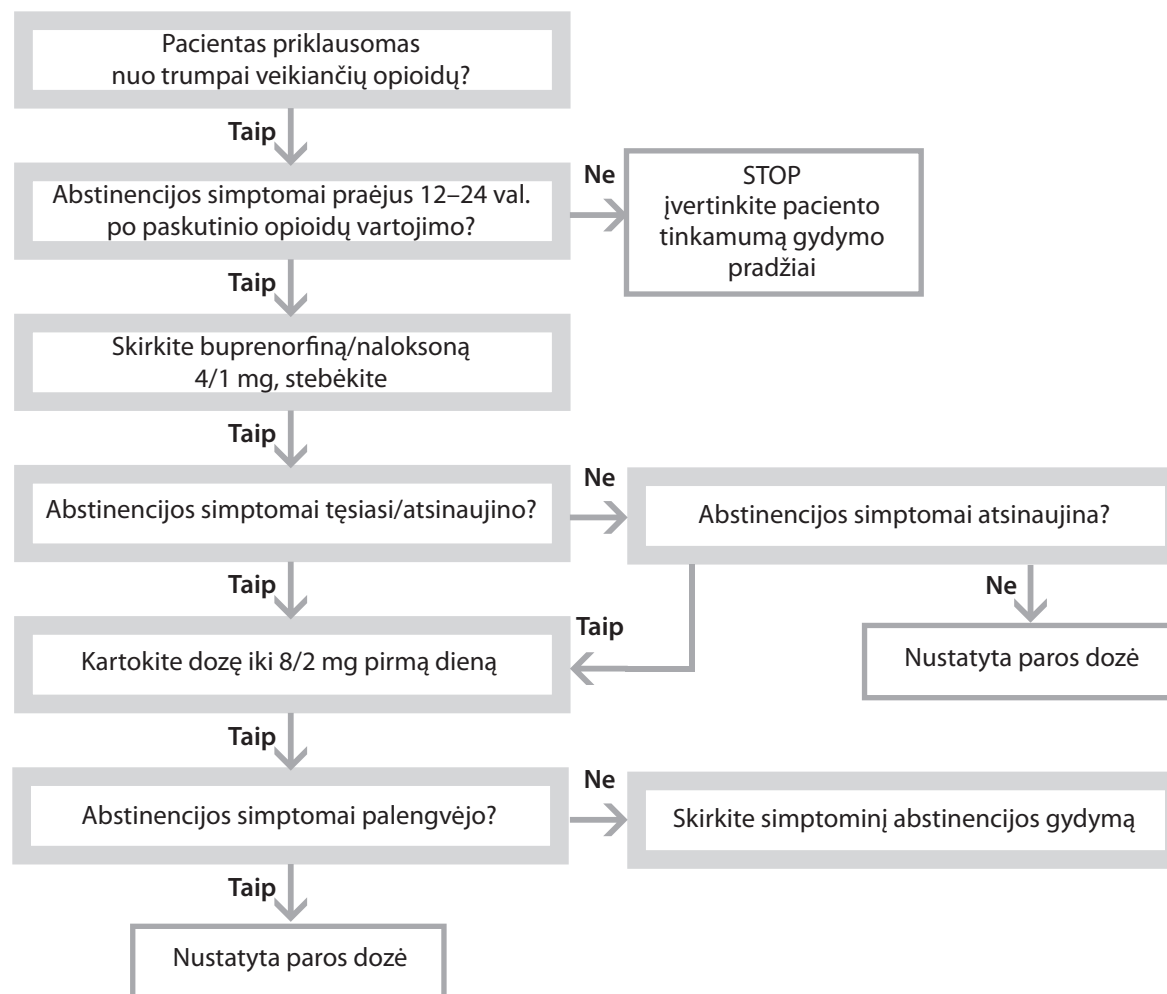 Pacientas priklausomas
nuo trumpai veikiančių opioidų?
Taip
Abstinencijos simptomai praėjus 12–24 val.
po paskutinio opioidų vartojimo?
Ne
STOP
įvertinkite paciento
tinkamumą gydymo
pradžiai
Taip
Skirkite buprenorfiną/naloksoną
4/1 mg, stebėkite
Taip
Abstinencijos simptomai tęsiasi/atsinaujino?
Ne
Abstinencijos simptomai atsinaujina?
Taip
Ne
Taip
Kartokite dozę iki 8/2 mg pirmą dieną
Nustatyta paros dozė
Taip
Abstinencijos simptomai palengvėjo?
Ne
Skirkite simptominį abstinencijos gydymą
Taip
Nustatyta paros dozė